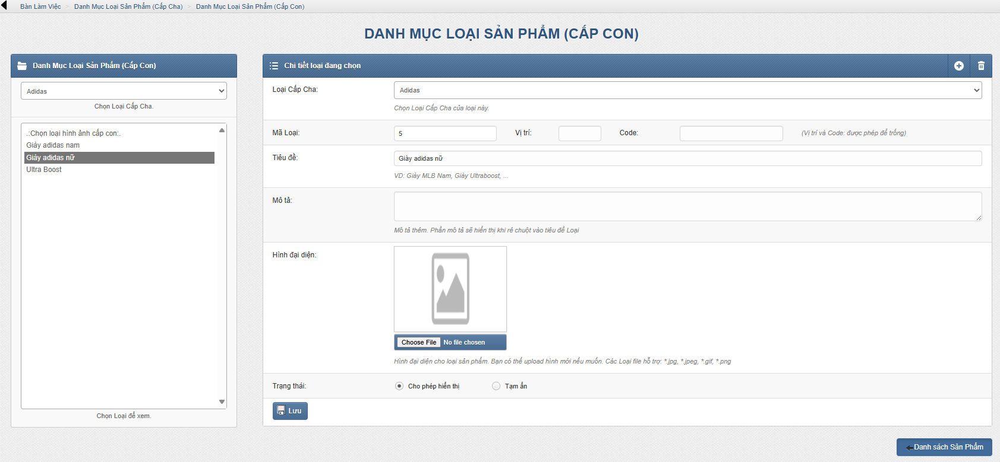 Bàn Làm Việc > Danh Mục Loại Sản Phẩm (Cấp Cha) > Danh Mục Loại Sản Phẩm (Cấp Con)
DANH MỤC LOẠI SẢN PHẨM (CẤP CON)
Danh Mục Loại Sản Phẩm (Cấp Con)
Adidas
Chọn Loại Cấp Cha.
.:Chọn loại hình ảnh cấp con:.
Giày adidas nam
Giày adidas nữ
Ultra Boost
Chọn Loại để xem.
Chi tiết loại đang chọn
Loại Cấp Cha: Adidas
Chọn Loại Cấp Cha của loại này.
Mã Loại: 5 Vị trí: Code: (Vị trí và Code: được phép để trống)
Tiêu đề: Giày adidas nữ
VD: Giày MLB Nam, Giày Ultraboost, ...
Mô tả:
Mô tả thêm. Phần mô tả sẽ hiển thị khi rê chuột vào tiêu đề Loại
Hình đại diện:
Choose File No file chosen
Hình đại diện cho loại sản phẩm. Bạn có thể upload hình mới nếu muốn. Các Loại file hỗ trợ: *.jpg, *.jpeg, *.gif, *.png
Trạng thái: Cho phép hiển thị Tạm ẩn
Lưu
Danh sách Sản Phẩm